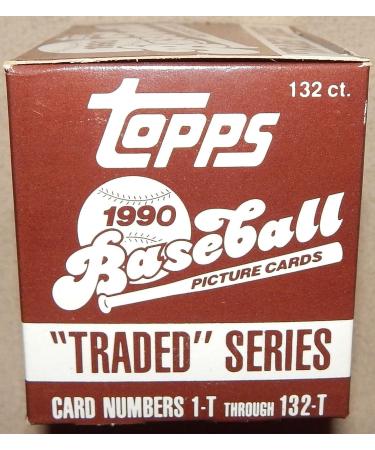 132 ct.
Topps
1990
Baseball
PICTURE CARDS
"TRADED" SERIES
CARD NUMBERS 1-T THROUGH 132-T